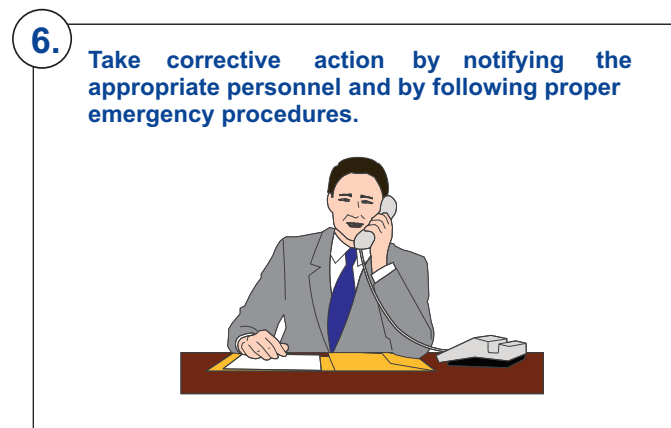 6.
Take corrective action by notifying the
appropriate personnel and by following proper
emergency procedures.